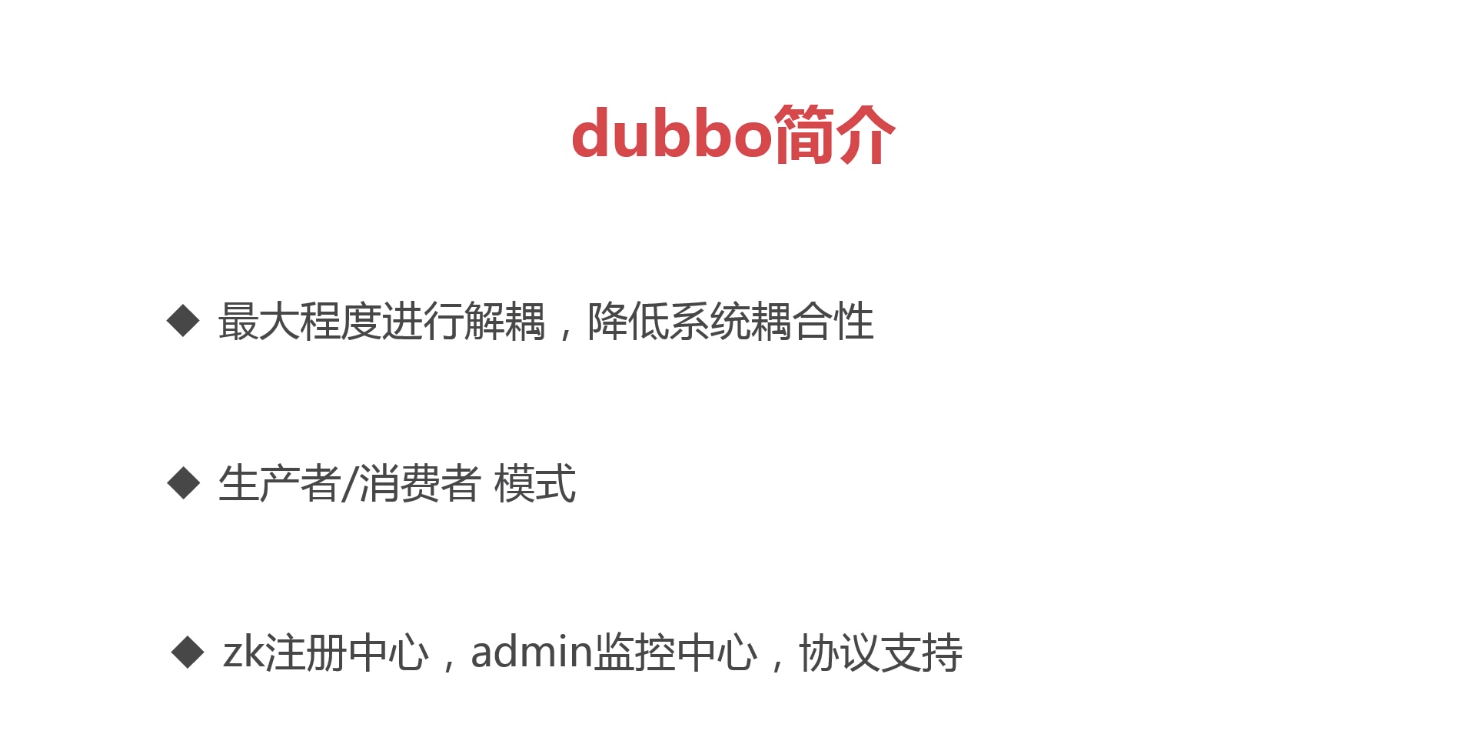 dubbo简介
◆ 最大程度进行解耦，降低系统耦合性
◆ 生产者/消费者 模式
◆ zk注册中心，admin监控中心，协议支持